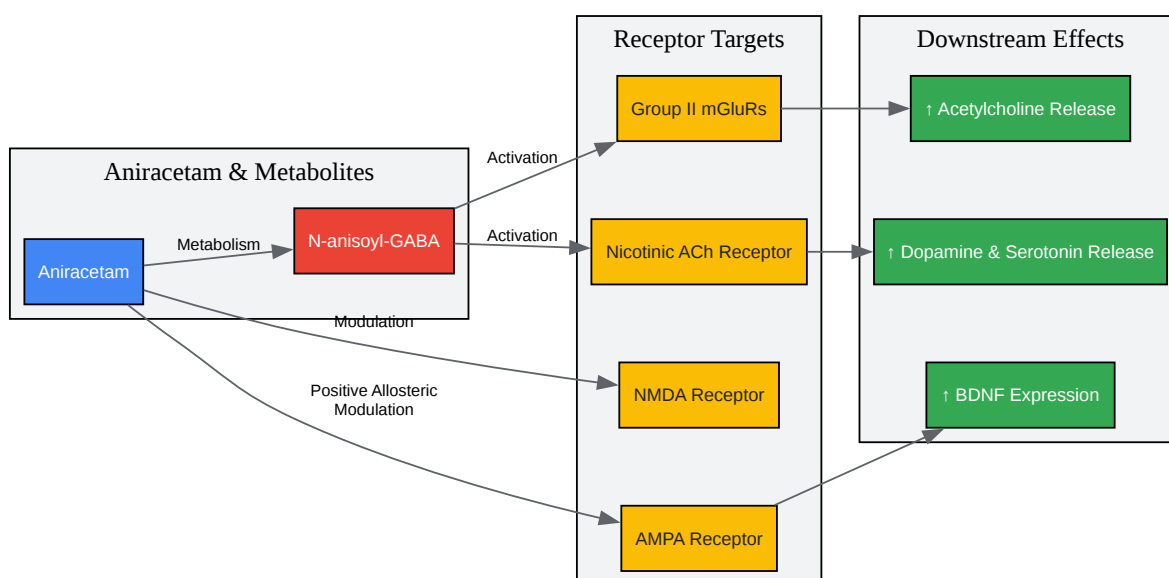 Receptor Targets
Downstream Effects
Group II mGluRs
↑ Acetylcholine Release
Aniracetam & Metabolites
Activation
N-anisoyl-GABA
Metabolism
Activation
Aniracetam
Nicotinic ACh Receptor
↑ Dopamine & Serotonin Release
Modulation
Positive Allosteric
Modulation
NMDA Receptor
↑ BDNF Expression
AMPA Receptor